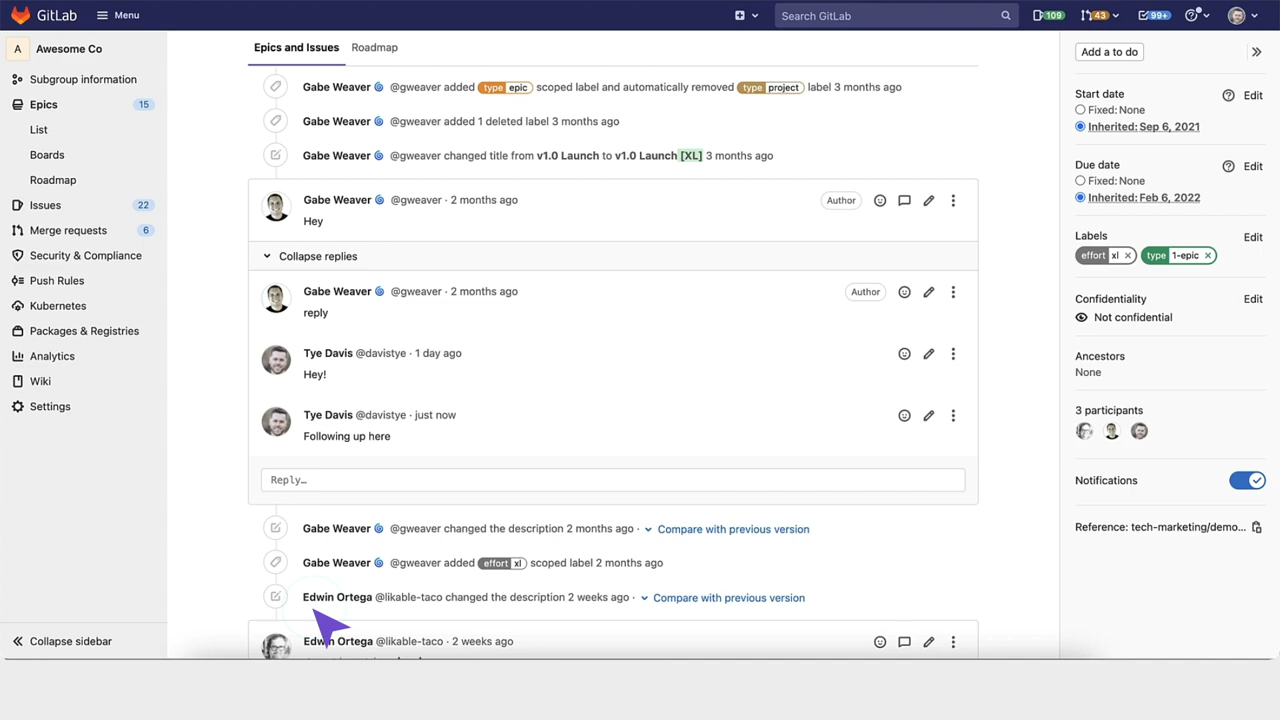 GitLab Menu Search GitLab 109 43 99+
A Awesome Co
Subgroup information
Epics 15
List
Boards
Roadmap
Issues 22
Merge requests 6
Security & Compliance
Push Rules
Kubernetes
Packages & Registries
Analytics
Wiki
Settings
Collapse sidebar
Epics and Issues Roadmap
Gabe Weaver @gweaver added type epic scoped label and automatically removed type project label 3 months ago
Gabe Weaver @gweaver added 1 deleted label 3 months ago
Gabe Weaver @gweaver changed title from v1.0 Launch to v1.0 Launch [XL] 3 months ago
Gabe Weaver @gweaver · 2 months ago Author
Hey
Collapse replies
Gabe Weaver @gweaver · 2 months ago Author
reply
Tye Davis @davistye · 1 day ago
Hey!
Tye Davis @davistye · just now
Following up here
Reply…
Gabe Weaver @gweaver changed the description 2 months ago · Compare with previous version
Gabe Weaver @gweaver added effort xl scoped label 2 months ago
Edwin Ortega @likable-taco changed the description 2 weeks ago · Compare with previous version
Edwin Ortega @likable-taco · 2 weeks ago
Add a to do
Start date Edit
Fixed: None
Inherited: Sep 6, 2021
Due date Edit
Fixed: None
Inherited: Feb 6, 2022
Labels Edit
effort xl × type 1-epic ×
Confidentiality Edit
Not confidential
Ancestors
None
3 participants
Notifications
Reference: tech-marketing/demo...